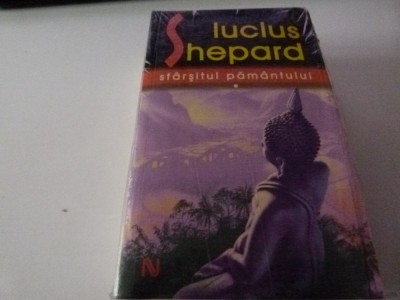 lucius
Shepard
sfârşitul pământului
N